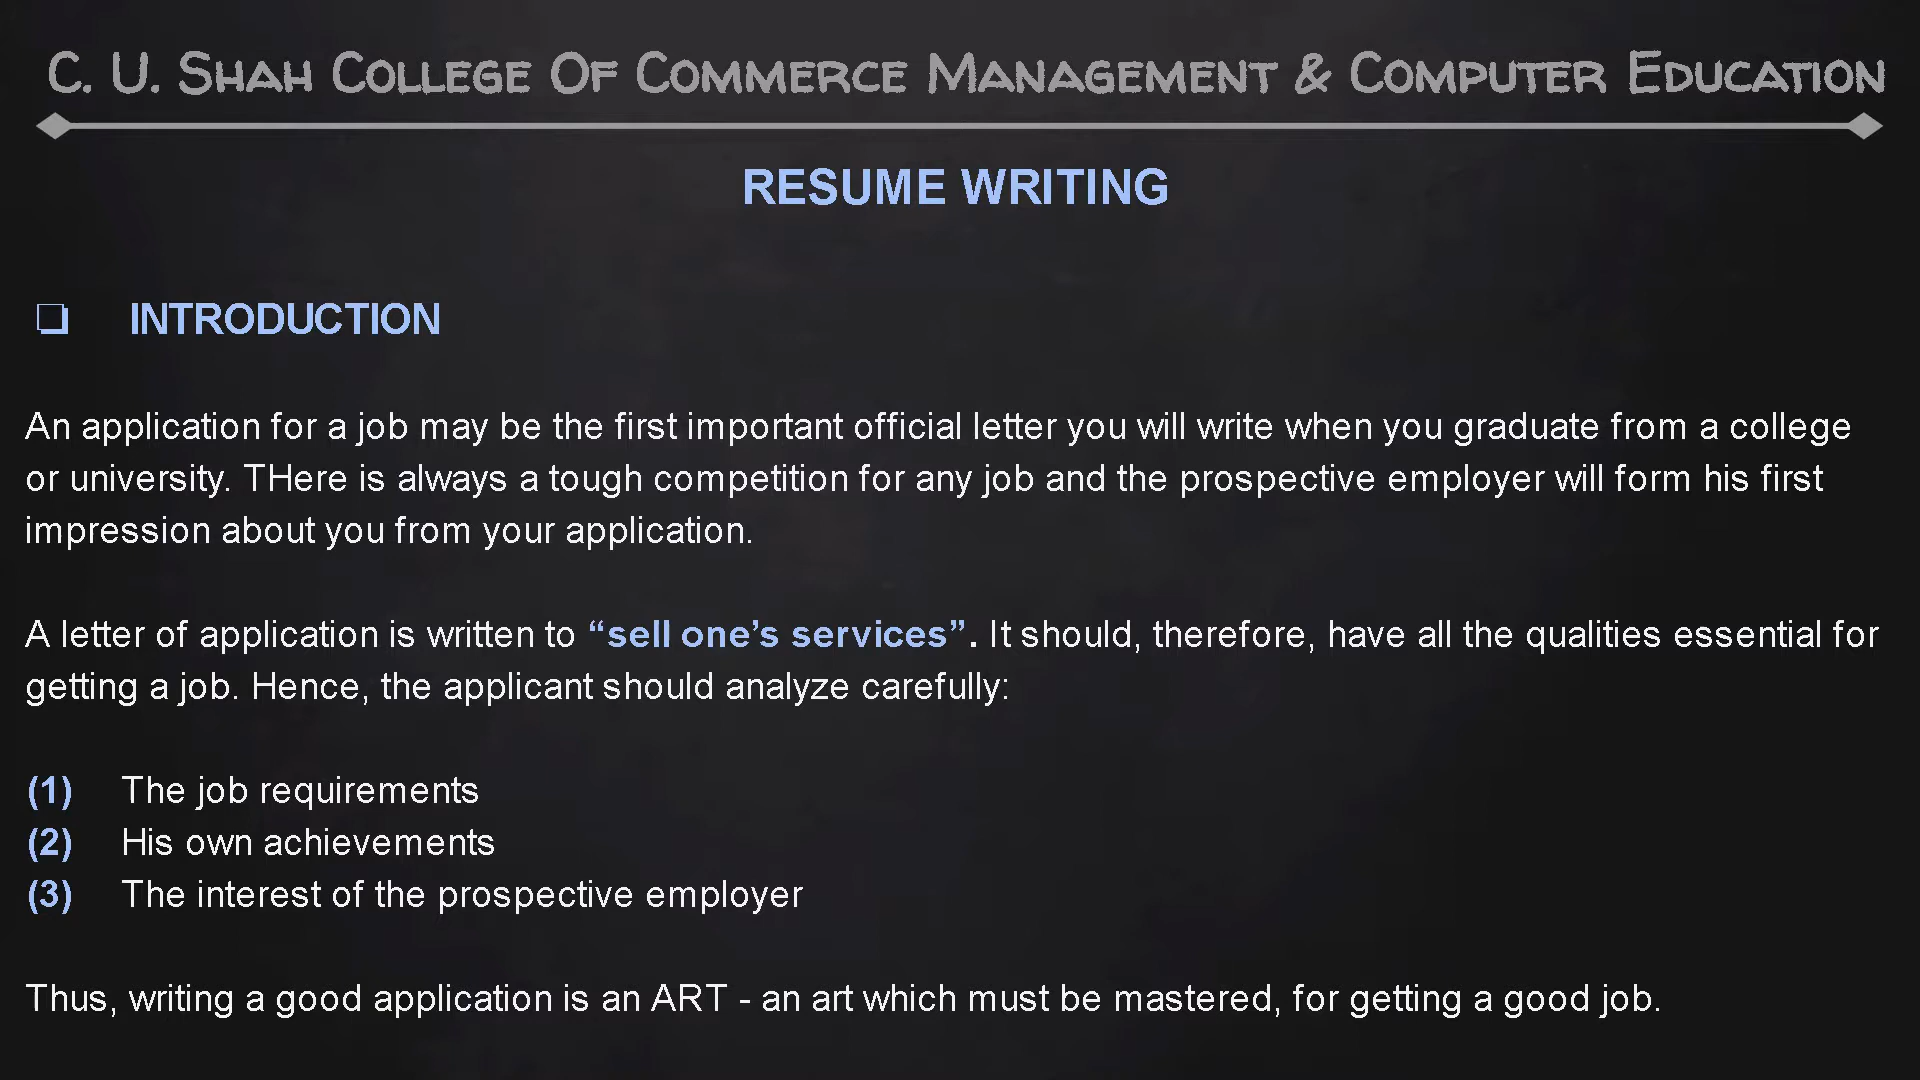 C. U. Shah College Of Commerce Management & Computer Education
RESUME WRITING
❏ INTRODUCTION
An application for a job may be the first important official letter you will write when you graduate from a college
or university. THere is always a tough competition for any job and the prospective employer will form his first
impression about you from your application.
A letter of application is written to “sell one’s services”. It should, therefore, have all the qualities essential for
getting a job. Hence, the applicant should analyze carefully:
(1) The job requirements
(2) His own achievements
(3) The interest of the prospective employer
Thus, writing a good application is an ART - an art which must be mastered, for getting a good job.